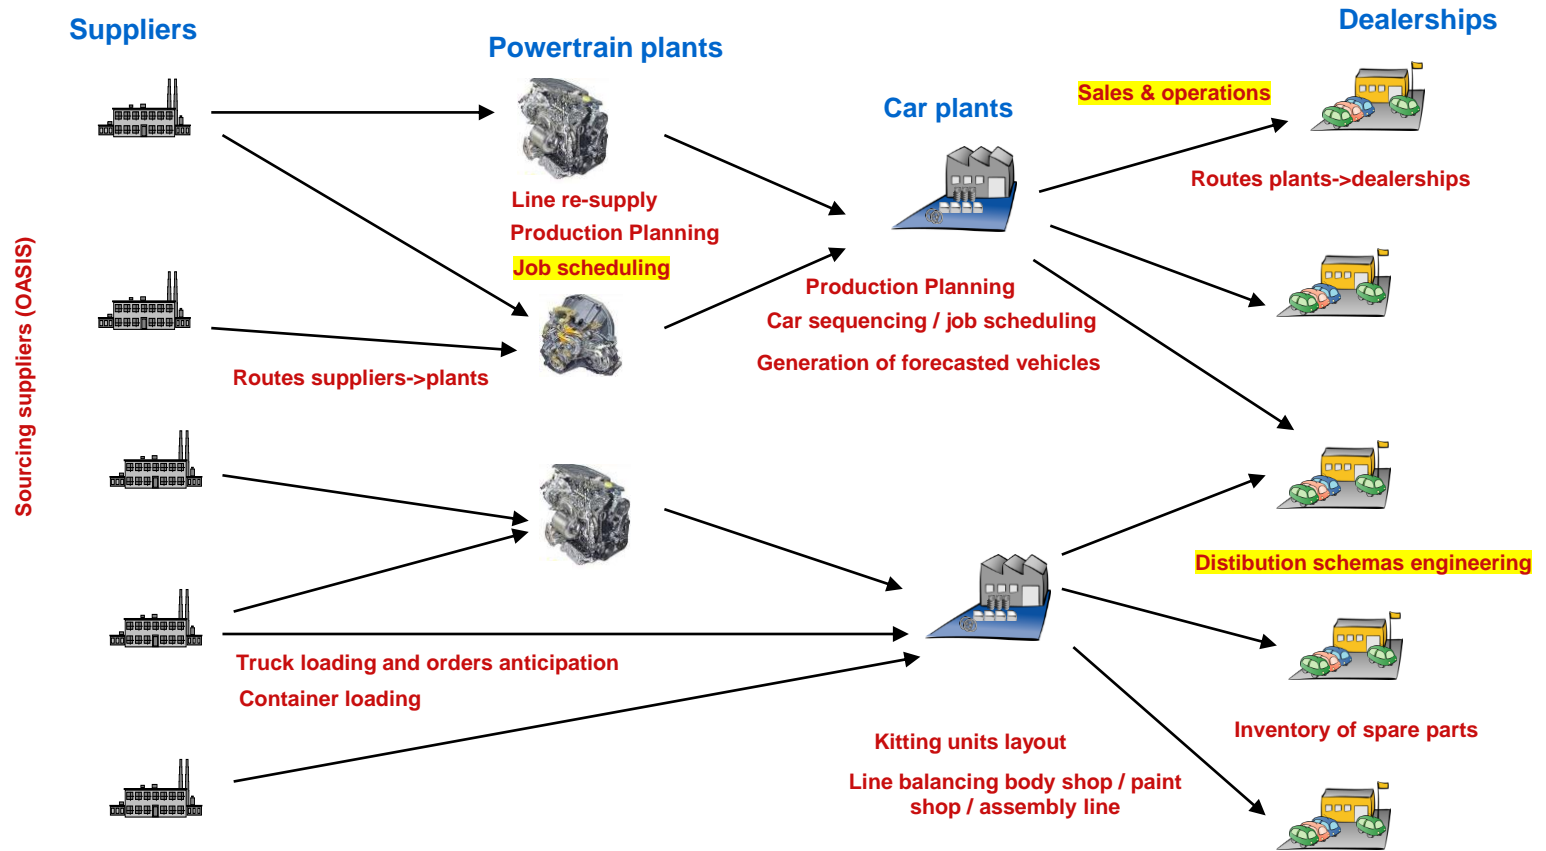 Suppliers
Powertrain plants
Car plants
Dealerships
Sales & operations
Routes plants->dealerships
Line re-supply
Production Planning
Job scheduling
Sourcing suppliers (OASIS)
Routes suppliers->plants
Production Planning
Car sequencing / job scheduling
Generation of forecasted vehicles
Distibution schemas engineering
Truck loading and orders anticipation
Container loading
Kitting units layout
Line balancing body shop / paint
shop / assembly line
Inventory of spare parts